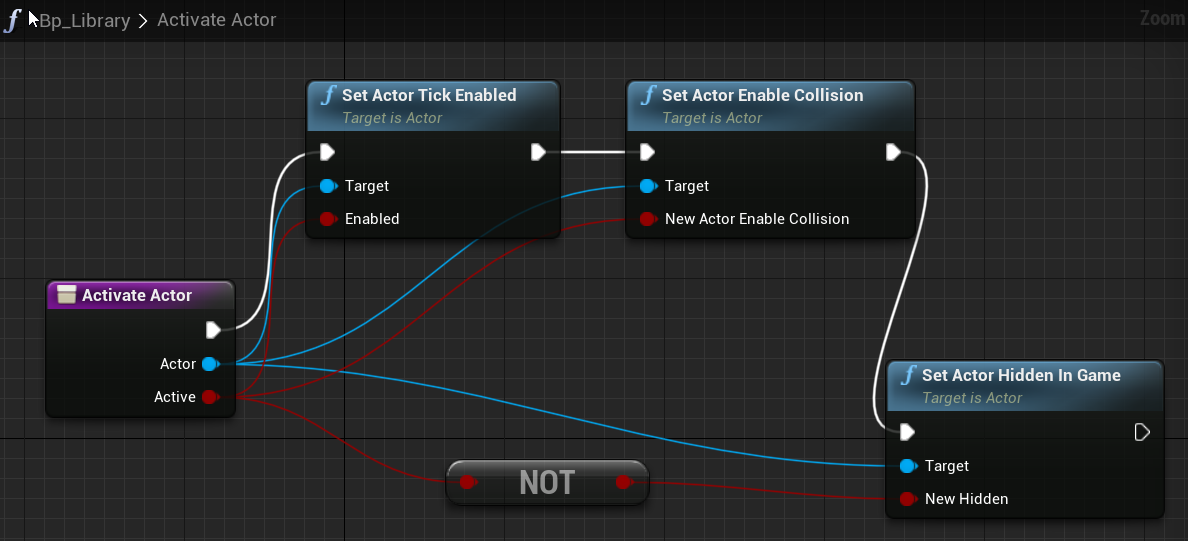 f Bp_Library > Activate Actor
Zoom
f Set Actor Tick Enabled
Target is Actor
Target
Enabled
f Set Actor Enable Collision
Target is Actor
Target
New Actor Enable Collision
Activate Actor
Actor
Active
NOT
f Set Actor Hidden In Game
Target is Actor
Target
New Hidden